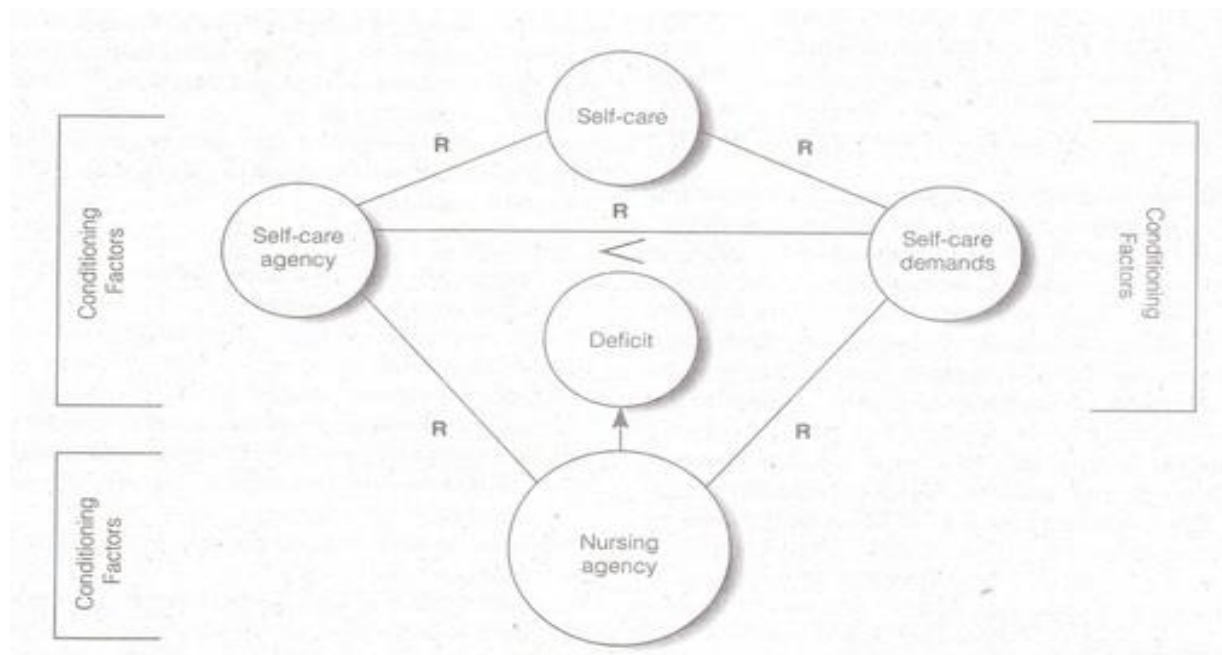 Self-care
R
R
Conditioning
Factors
Self-care
agency
R
<
Self-care
demands
Conditioning
Factors
Deficit
R
R
Conditioning
Factors
Nursing
agency